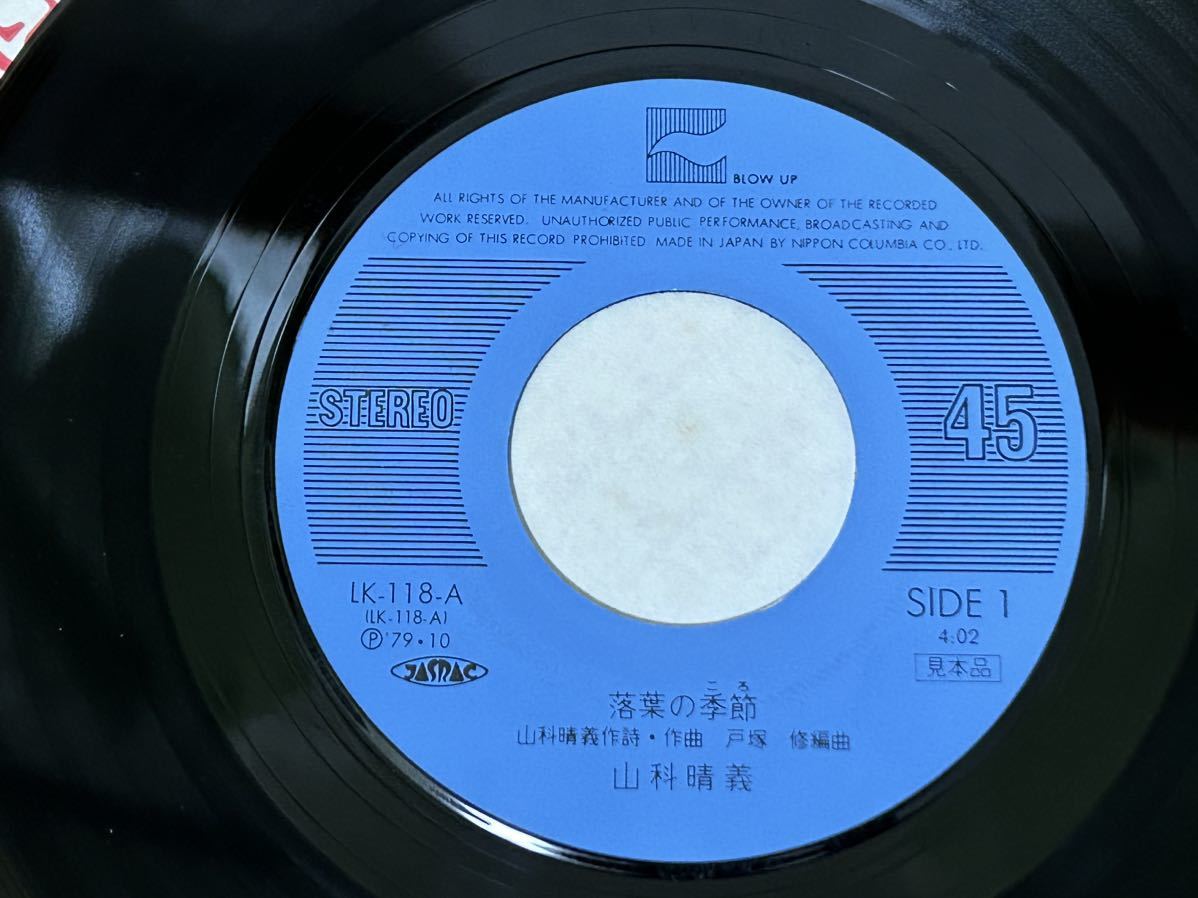 BLOW UP
ALL RIGHTS OF THE MANUFACTURER AND OF THE OWNER OF THE RECORDED
WORK RESERVED. UNAUTHORIZED PUBLIC PERFORMANCE, BROADCASTING AND
COPYING OF THIS RECORD PROHIBITED. MADE IN JAPAN BY NIPPON COLUMBIA CO., LTD.
STEREO
45
LK-118-A
(LK-118-A)
Ⓟ'79・10
JASRAC
SIDE 1
4:02
見本品
ころ
落葉の季節
山科晴義作詩・作曲 戸塚 修編曲
山科晴義